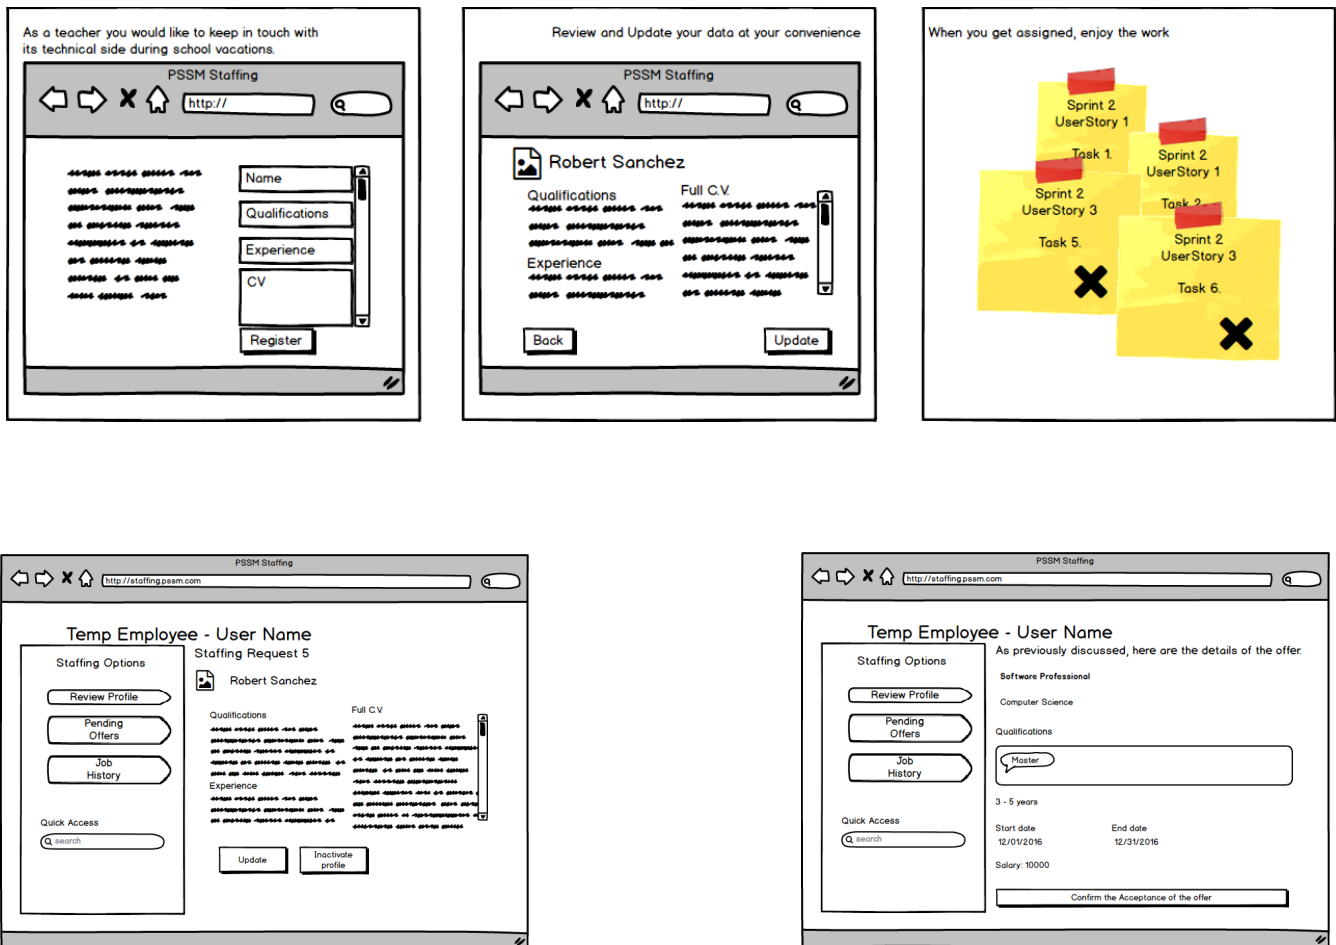 As a teacher you would like to keep in touch with
its technical side during school vacations.
PSSM Staffing
http://
Name
Qualifications
Experience
CV
Register
Review and Update your data at your convenience
PSSM Staffing
http://
Robert Sanchez
Qualifications
Full C.V.
Experience
Back
Update
When you get assigned, enjoy the work
Sprint 2
UserStory 1
Task 1.
Sprint 2
UserStory 1
Task 2.
Sprint 2
UserStory 3
Task 5.
Sprint 2
UserStory 3
Task 6.
PSSM Staffing
http://staffing.pssm.com
Temp Employee - User Name
Staffing Options
Review Profile
Pending
Offers
Job
History
Quick Access
search
Staffing Request 5
Robert Sanchez
Qualifications
Full C.V.
Experience
Update
Inactivate
profile
PSSM Staffing
http://staffing.pssm.com
Temp Employee - User Name
Staffing Options
Review Profile
Pending
Offers
Job
History
Quick Access
search
As previously discussed, here are the details of the offer.
Software Professional
Computer Science
Qualifications
Master
3 - 5 years
Start date
End date
12/01/2016
12/31/2016
Salary: 10000
Confirm the Acceptance of the offer